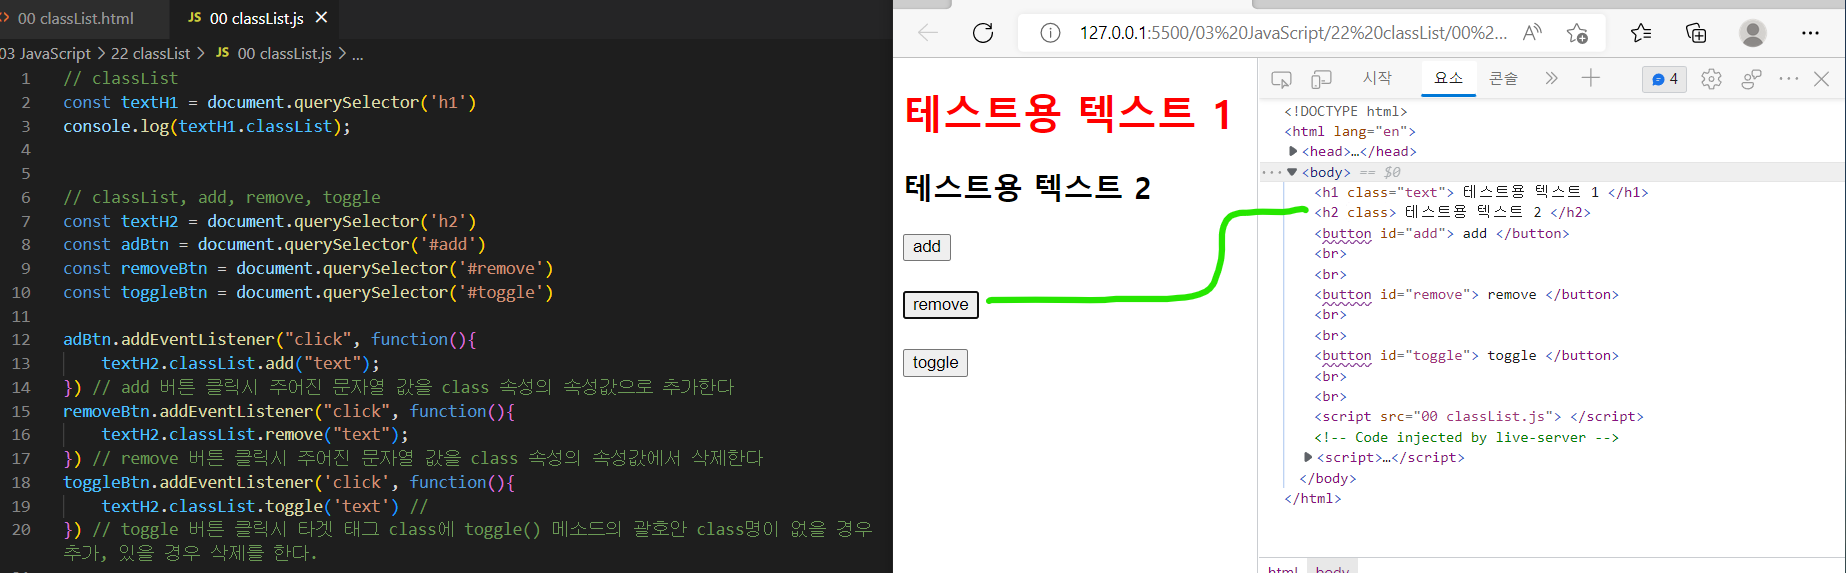 <> 00 classList.html
JS 00 classList.js ×
03 JavaScript > 22 classList > JS 00 classList.js > ...
1 // classList
2 const textH1 = document.querySelector('h1')
3 console.log(textH1.classList);
4
5
6 // classList, add, remove, toggle
7 const textH2 = document.querySelector('h2')
8 const adBtn = document.querySelector('#add')
9 const removeBtn = document.querySelector('#remove')
10 const toggleBtn = document.querySelector('#toggle')
11
12 adBtn.addEventListener("click", function(){
13 textH2.classList.add("text");
14 }) // add 버튼 클릭시 주어진 문자열 값을 class 속성의 속성값으로 추가한다
15 removeBtn.addEventListener("click", function(){
16 textH2.classList.remove("text");
17 }) // remove 버튼 클릭시 주어진 문자열 값을 class 속성의 속성값에서 삭제한다
18 toggleBtn.addEventListener('click', function(){
19 textH2.classList.toggle('text') //
20 }) // toggle 버튼 클릭시 타겟 태그 class에 toggle() 메소드의 괄호안 class명이 없을 경우
추가, 있을 경우 삭제를 한다.
127.0.0.1:5500/03%20JavaScript/22%20classList/00%2...
테스트용 텍스트 1
테스트용 텍스트 2
add
remove
toggle
시작 요소 콘솔 4
<!DOCTYPE html>
<html lang="en">
<head>…</head>
<body> == $0
<h1 class="text"> 테스트용 텍스트 1 </h1>
<h2 class> 테스트용 텍스트 2 </h2>
<button id="add"> add </button>
<br>
<br>
<button id="remove"> remove </button>
<br>
<br>
<button id="toggle"> toggle </button>
<br>
<br>
<script src="00 classList.js"> </script>
<!-- Code injected by live-server -->
<script>…</script>
</body>
</html>
html body